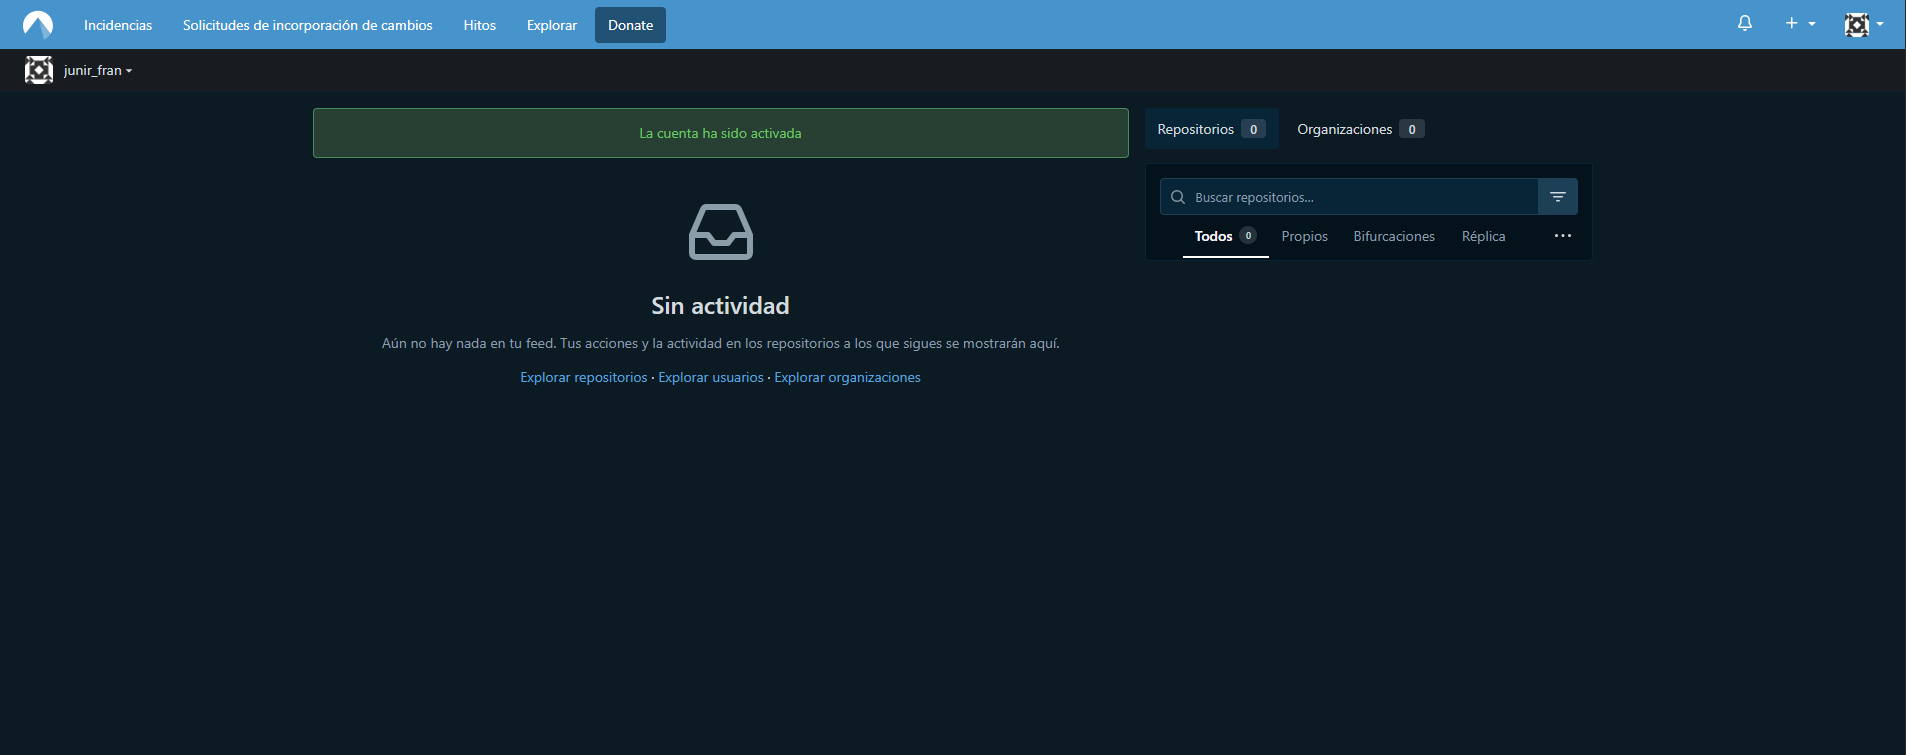 Incidencias Solicitudes de incorporación de cambios Hitos Explorar Donate
junir_fran
La cuenta ha sido activada
Sin actividad
Aún no hay nada en tu feed. Tus acciones y la actividad en los repositorios a los que sigues se mostrarán aquí.
Explorar repositorios · Explorar usuarios · Explorar organizaciones
Repositorios 0 Organizaciones 0
Buscar repositorios...
Todos 0 Propios Bifurcaciones Réplica